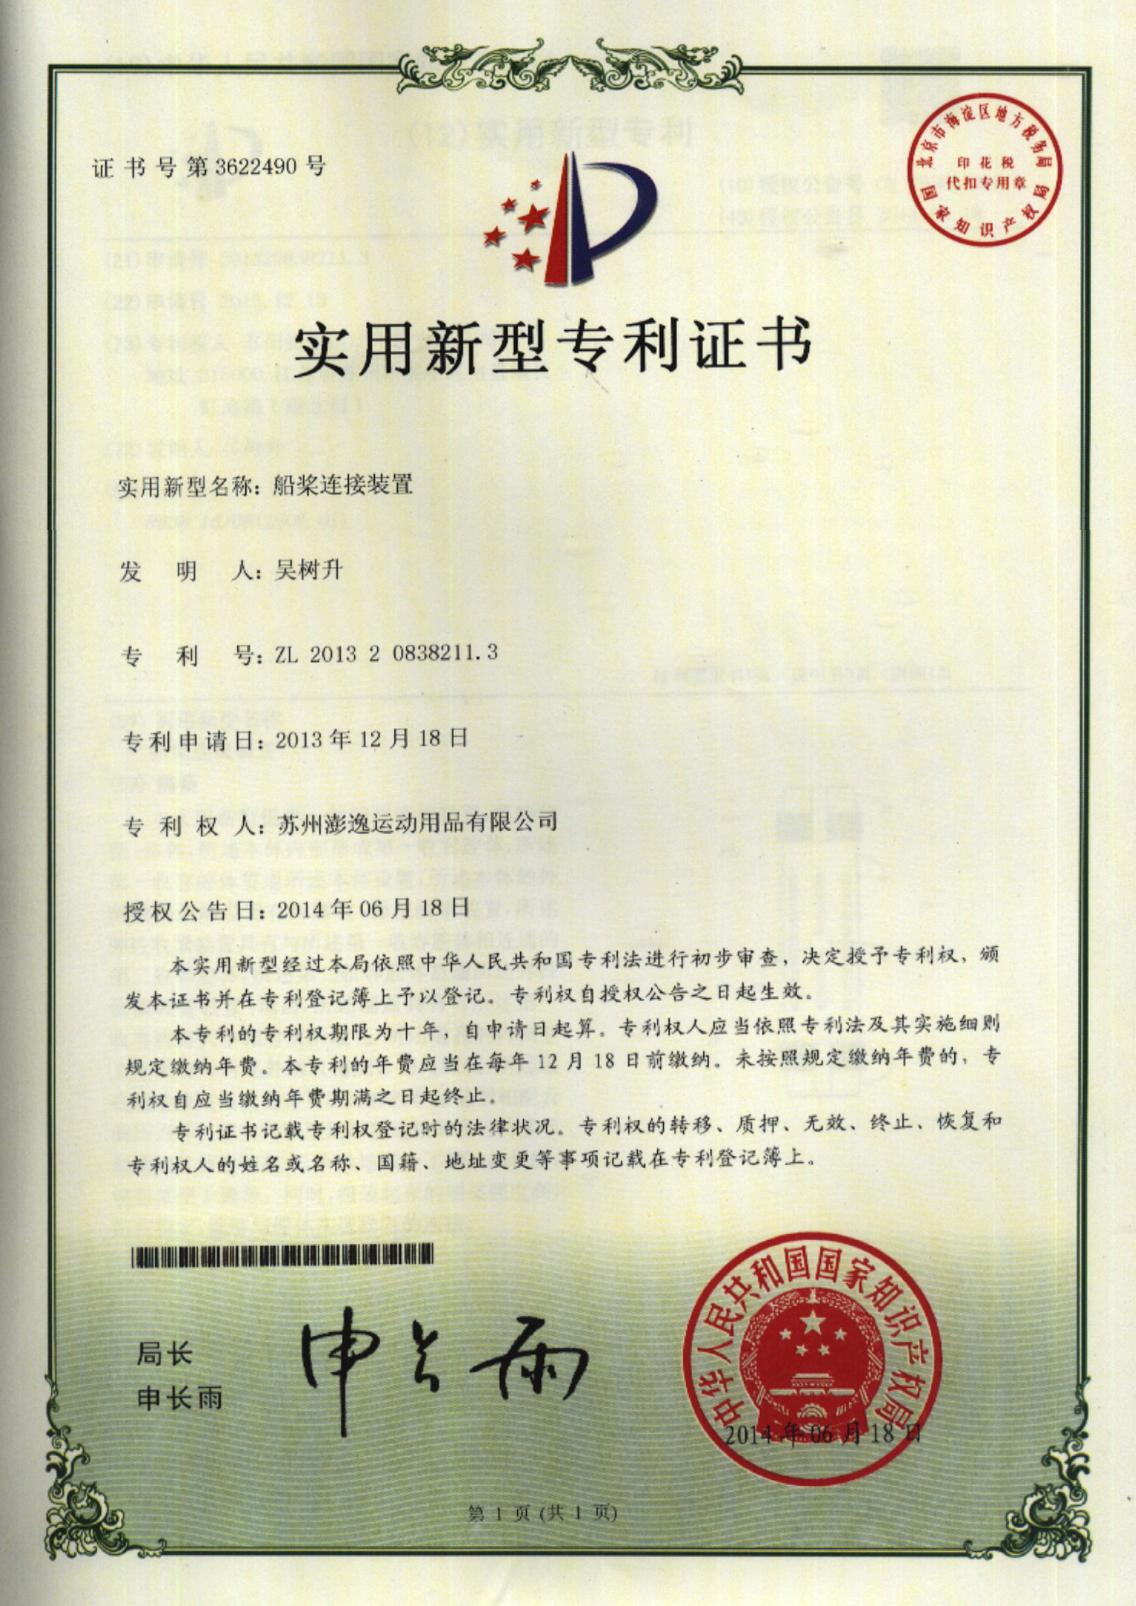 证书号第3622490号
北京市海淀区地方税务局
印花税
代扣专用章
国家知识产权局
实用新型专利证书
实用新型名称：船桨连接装置
发明人：吴树升
专利号：ZL 2013 2 0838211.3
专利申请日：2013年12月18日
专利权人：苏州澎逸运动用品有限公司
授权公告日：2014年06月18日
本实用新型经过本局依照中华人民共和国专利法进行初步审查，决定授予专利权，颁
发本证书并在专利登记簿上予以登记。专利权自授权公告之日起生效。
本专利的专利权期限为十年，自申请日起算。专利权人应当依照专利法及其实施细则
规定缴纳年费。本专利的年费应当在每年12月18日前缴纳。未按照规定缴纳年费的，专
利权自应当缴纳年费期满之日起终止。
专利证书记载专利权登记时的法律状况。专利权的转移、质押、无效、终止、恢复和
专利权人的姓名或名称、国籍、地址变更等事项记载在专利登记簿上。
局长
申长雨
申长雨
中华人民共和国国家知识产权局
2014年06月18日
第 1 页 (共 1 页)